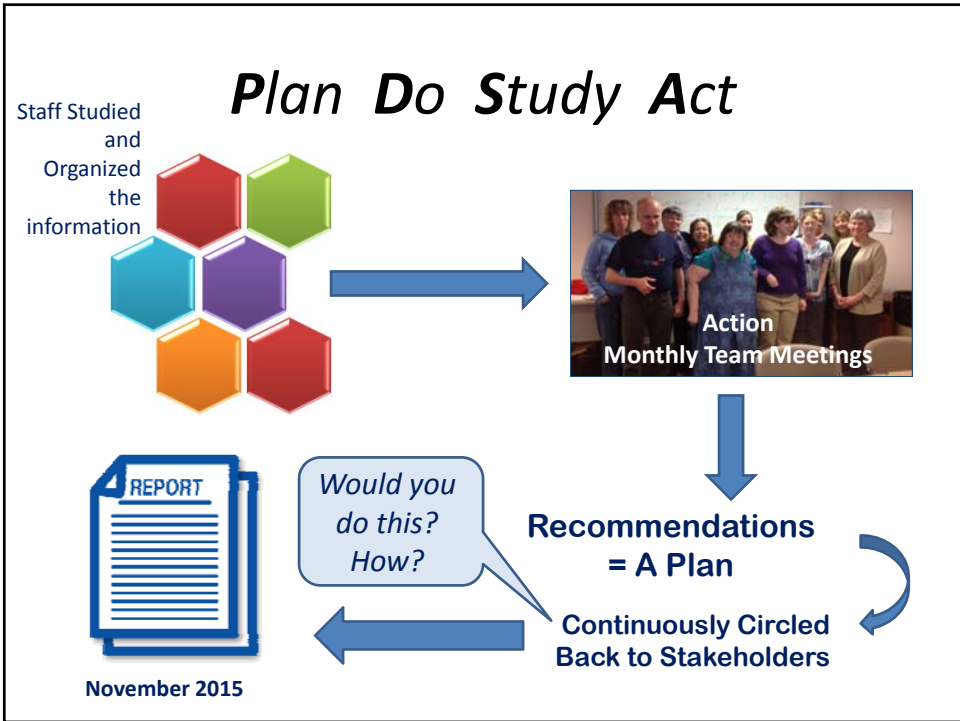 Plan Do Study Act
Staff Studied
and
Organized
the
information
Action
Monthly Team Meetings
Recommendations
= A Plan
Would you
do this?
How?
Continuously Circled
Back to Stakeholders
REPORT
November 2015